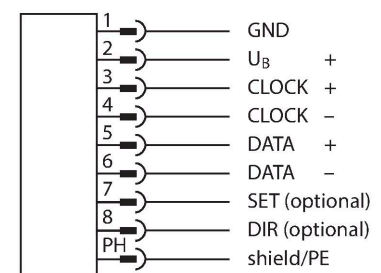 1 GND
2 U_B +
3 CLOCK +
4 CLOCK –
5 DATA +
6 DATA –
7 SET (optional)
8 DIR (optional)
PH shield/PE